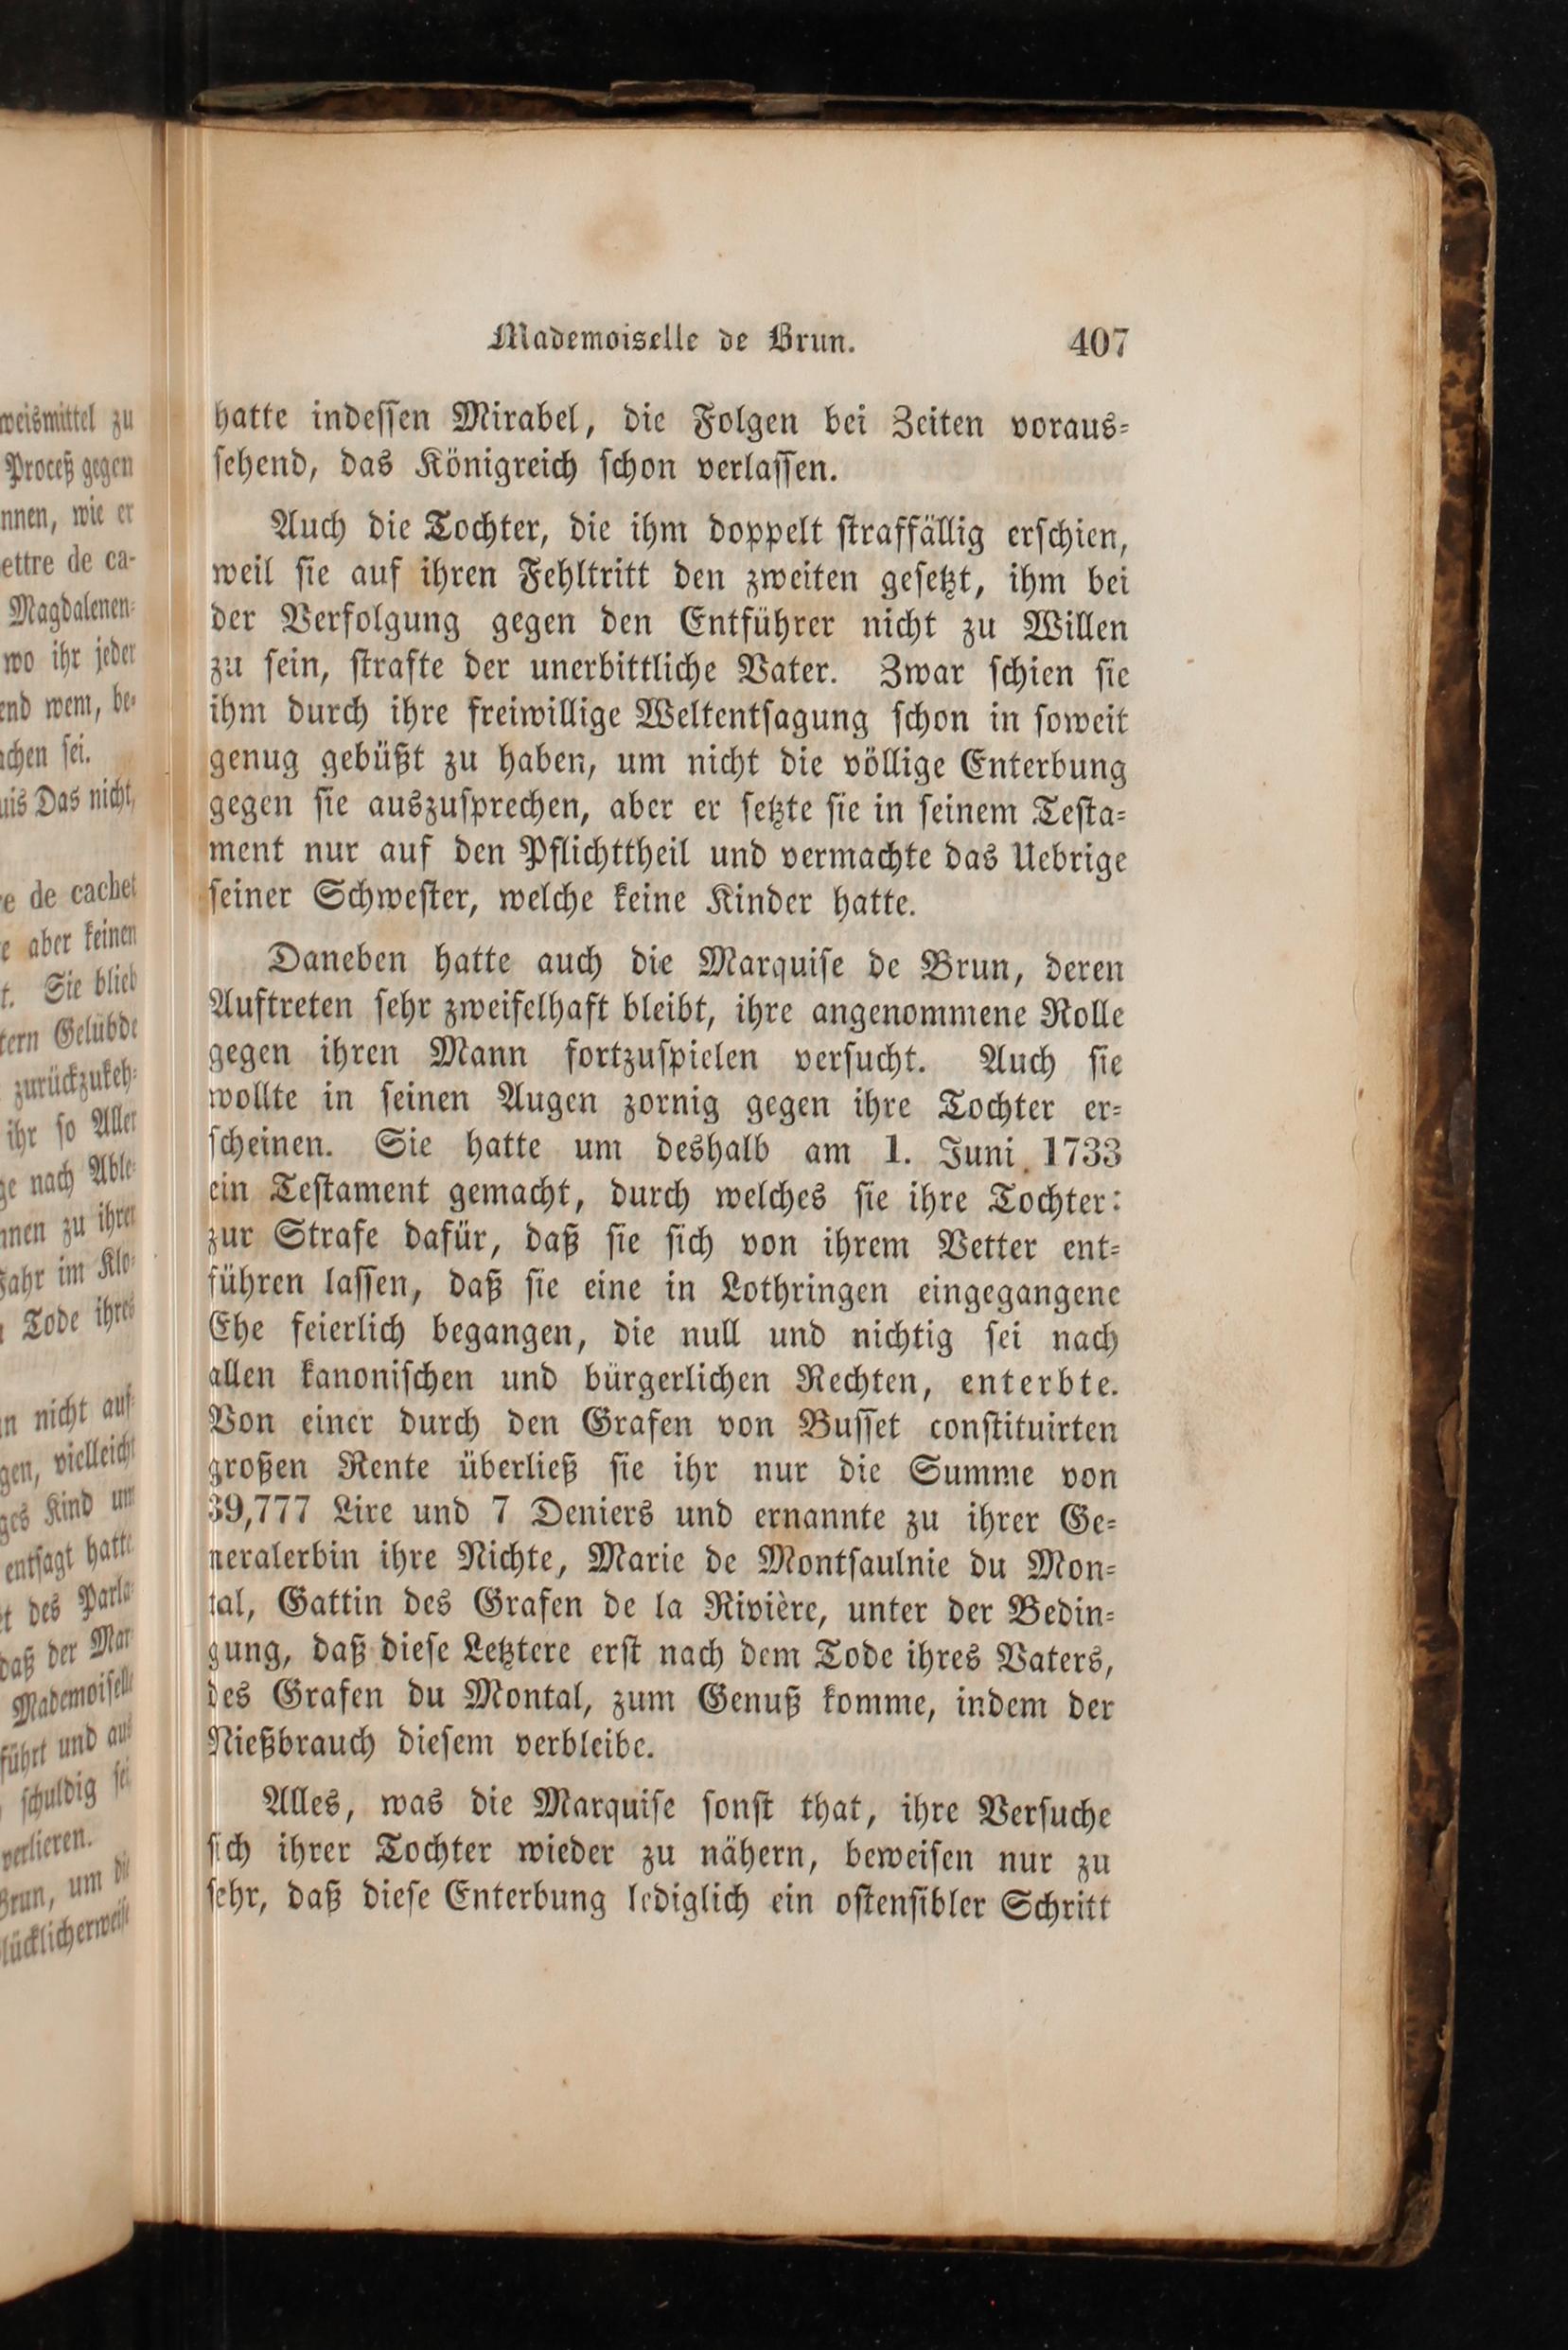 Mademoiselle de Brun. 407
hatte indessen Mirabel, die Folgen bei Zeiten voraus-
sehend, das Königreich schon verlassen.
Auch die Tochter, die ihm doppelt straffällig erschien,
weil sie auf ihren Fehltritt den zweiten gesetzt, ihm bei
der Verfolgung gegen den Entführer nicht zu Willen
zu sein, strafte der unerbittliche Vater. Zwar schien sie
ihm durch ihre freiwillige Weltentsagung schon in soweit
genug gebüßt zu haben, um nicht die völlige Enterbung
gegen sie auszusprechen, aber er setzte sie in seinem Testa-
ment nur auf den Pflichttheil und vermachte das Uebrige
seiner Schwester, welche keine Kinder hatte.
Daneben hatte auch die Marquise de Brun, deren
Auftreten sehr zweifelhaft bleibt, ihre angenommene Rolle
gegen ihren Mann fortzuspielen versucht. Auch sie
wollte in seinen Augen zornig gegen ihre Tochter er-
scheinen. Sie hatte um deshalb am 1. Juni 1733
ein Testament gemacht, durch welches sie ihre Tochter:
zur Strafe dafür, daß sie sich von ihrem Vetter ent-
führen lassen, daß sie eine in Lothringen eingegangene
Ehe feierlich begangen, die null und nichtig sei nach
allen kanonischen und bürgerlichen Rechten, enterbte.
Von einer durch den Grafen von Busset constituirten
großen Rente überließ sie ihr nur die Summe von
39,777 Lire und 7 Deniers und ernannte zu ihrer Ge-
neralerbin ihre Nichte, Marie de Montsaulnie du Mon-
tal, Gattin des Grafen de la Rivière, unter der Bedin-
gung, daß diese Letztere erst nach dem Tode ihres Vaters,
des Grafen du Montal, zum Genuß komme, indem der
Nießbrauch diesem verbleibe.
Alles, was die Marquise sonst that, ihre Versuche
sich ihrer Tochter wieder zu nähern, beweisen nur zu
sehr, daß diese Enterbung lediglich ein ostensibler Schritt